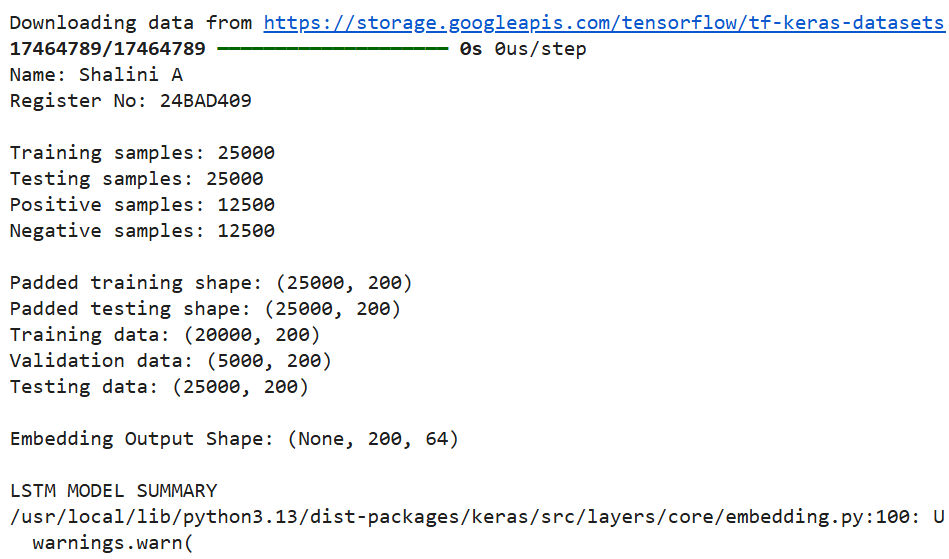 Downloading data from https://storage.googleapis.com/tensorflow/tf-keras-datasets
17464789/17464789 ━━━━━━━━━━━━━━━━━━━━ 0s 0us/step
Name: Shalini A
Register No: 24BAD409
Training samples: 25000
Testing samples: 25000
Positive samples: 12500
Negative samples: 12500
Padded training shape: (25000, 200)
Padded testing shape: (25000, 200)
Training data: (20000, 200)
Validation data: (5000, 200)
Testing data: (25000, 200)
Embedding Output Shape: (None, 200, 64)
LSTM MODEL SUMMARY
/usr/local/lib/python3.13/dist-packages/keras/src/layers/core/embedding.py:100: U
warnings.warn(